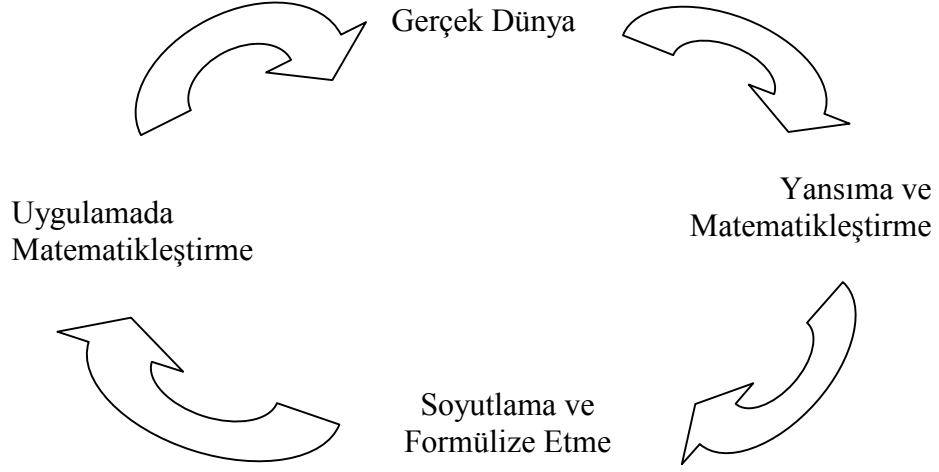 Gerçek Dünya
Yansıma ve
Matematikleştirme
Soyutlama ve
Formülize Etme
Uygulamada
Matematikleştirme